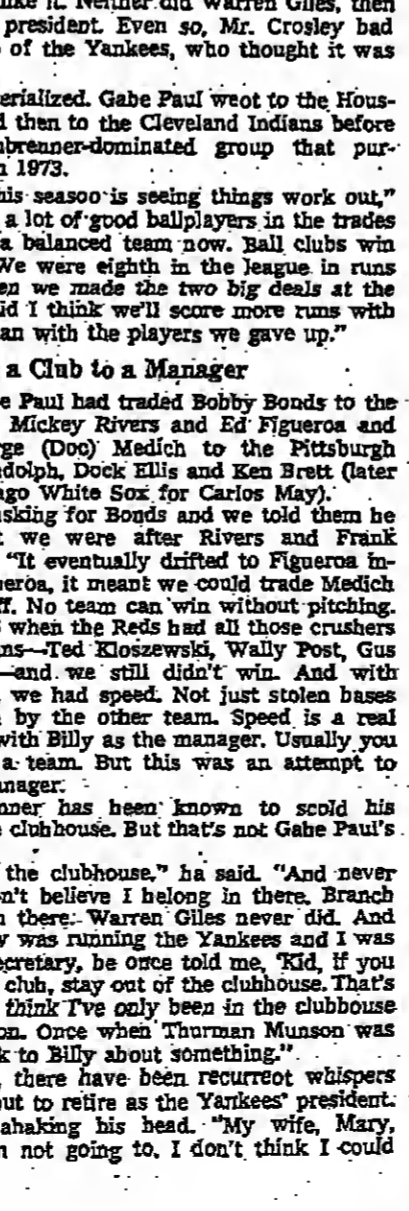 like it. Neither did Warren Giles, then
president. Even so, Mr. Crosley bad
of the Yankees, who thought it was
erialized. Gabe Paul weot to the Hous-
d then to the Cleveland Indians before
nbrenner-dominated group that pur-
n 1973.
his seasoo is seeing things work out,"
a lot of good ballplayers in the trades
a balanced team now. Ball clubs win
We were eighth in the league in runs
en we made the two big deals at the
id I think we'll score more runs with
an with the players we gave up."
a Club to a Manager
e Paul had traded Bobby Bonds to the
Mickey Rivers and Ed Figueroa and
rge (Doc) Medich to the Pittsburgh
dolph, Dock Ellis and Ken Brett (later
ago White Sox for Carlos May).
asking for Bonds and we told them he
t we were after Rivers and Frank
"It eventually drifted to Figueroa in-
ueroa, it meant we could trade Medich
ff. No team can win without pitching.
when the Reds had all those crushers
ns—Ted Kloszewski, Wally Post, Gus
—and we still didn't win. And with
we had speed. Not just stolen bases
by the other team. Speed is a real
with Billy as the manager. Usually you
a team. But this was an attempt to
anager.
nner has been known to scold his
e clubhouse. But that's not Gabe Paul's
the clubhouse," ha said. "And never
n't believe I belong in there. Branch
n there. Warren Giles never did. And
w was running the Yankees and I was
ecretary, be once told me, 'Kid, if you
club, stay out of the clubhouse. That's
think I've only been in the clubhouse
on. Once when Thurman Munson was
k to Billy about something."
there have been recurreot whispers
out to retire as the Yankees' president.
ahaking his head. "My wife, Mary,
n not going to. I don't think I could